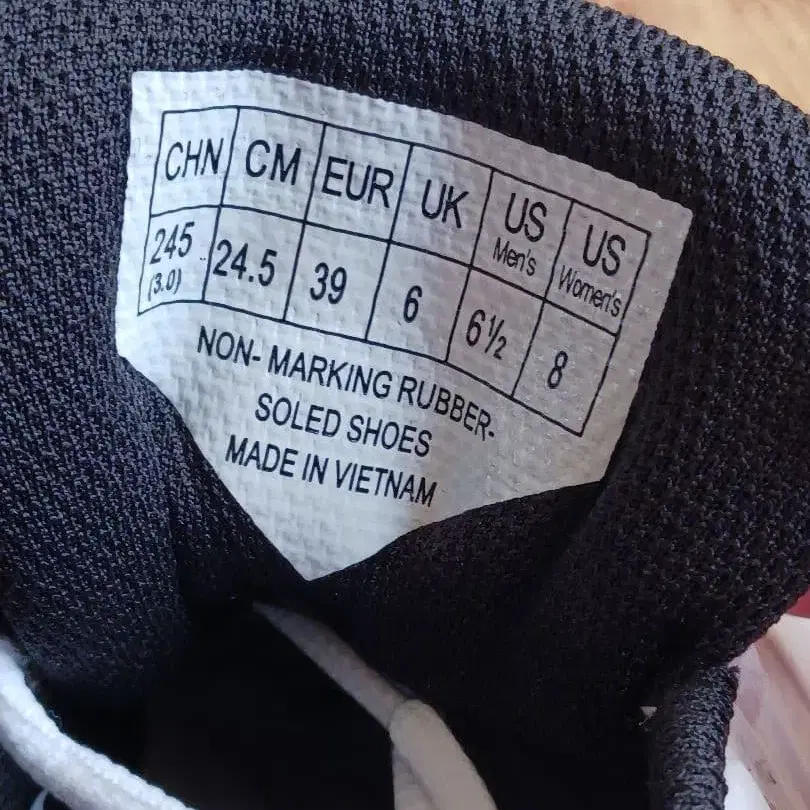 CHN CM EUR UK US Men's US Women's
245 (3.0) 24.5 39 6 6½ 8
NON- MARKING RUBBER-
SOLED SHOES
MADE IN VIETNAM